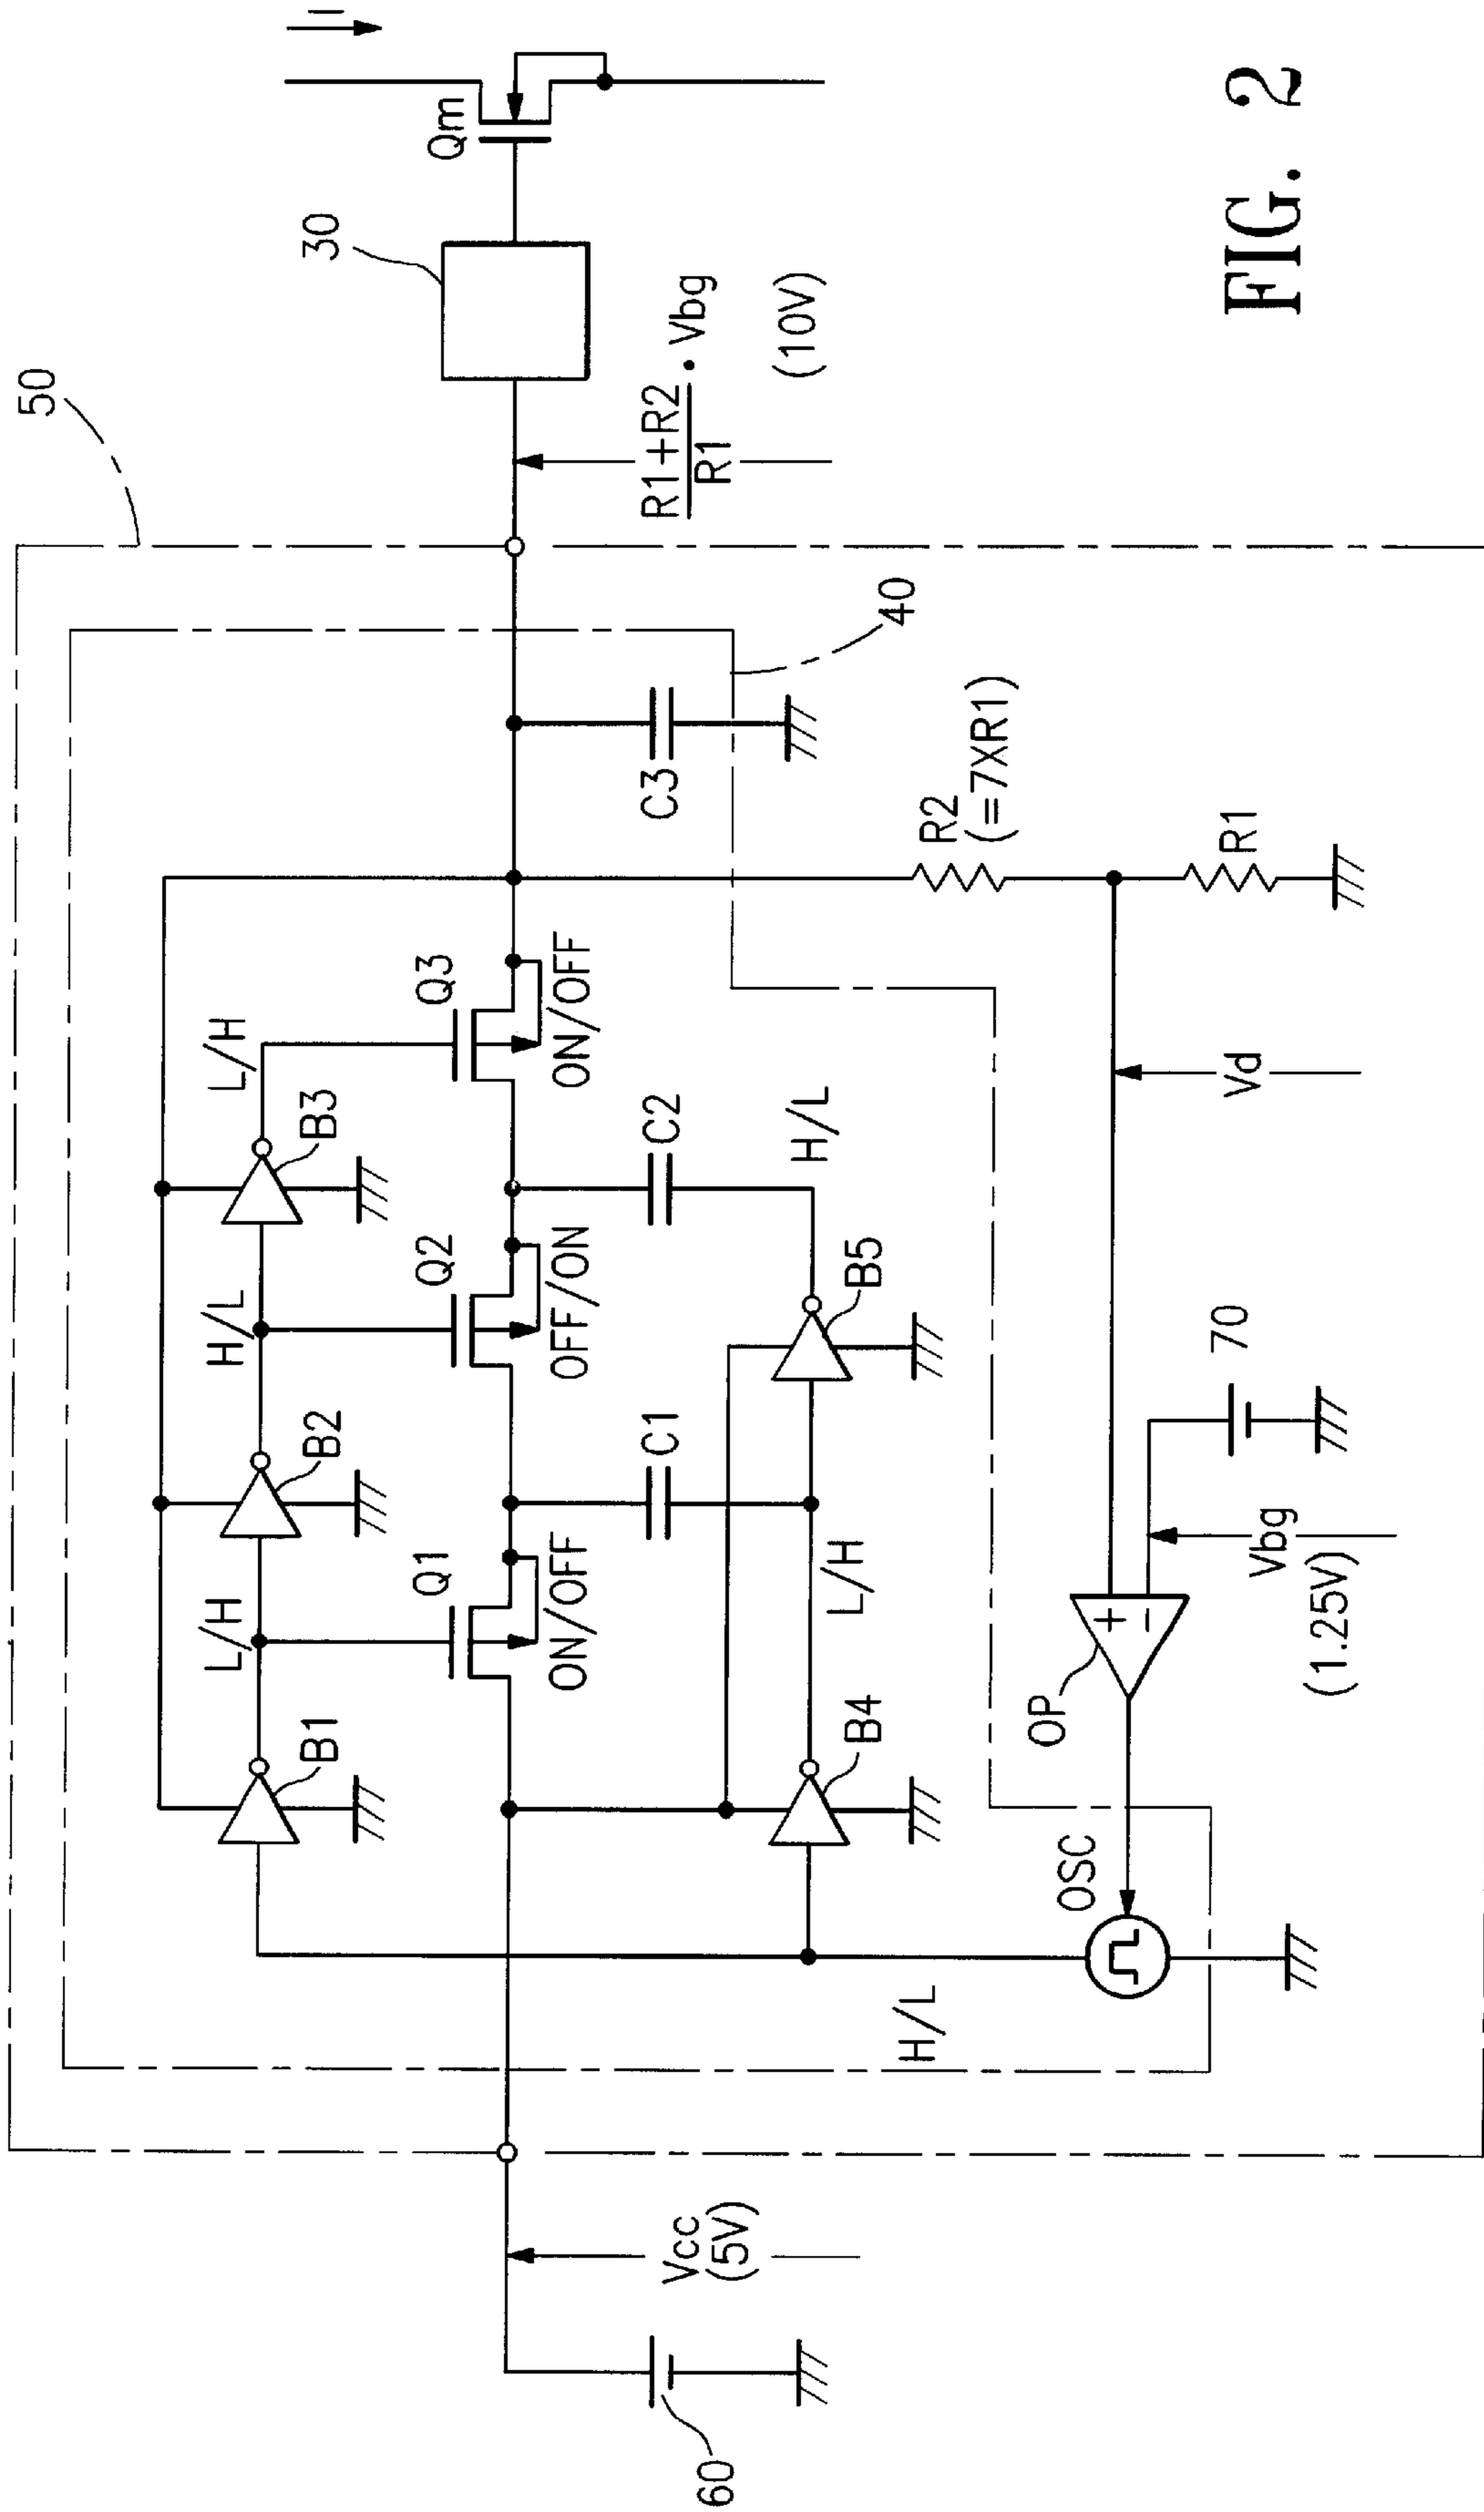 50
L/H
H/L
L/H
B1
B2
B3
Q1
Q2
Q3
ON/OFF
OFF/ON
ON/OFF
30
Qm
I
C1
C2
C3
40
R1+R2
R1
· Vbg
(10V)
Vcc
(5V)
60
L/H
H/L
B4
B5
H/L
OSC
OP
+
−
R2
(=7XR1)
R1
Vd
70
Vbg
(1.25V)
FIG. 2